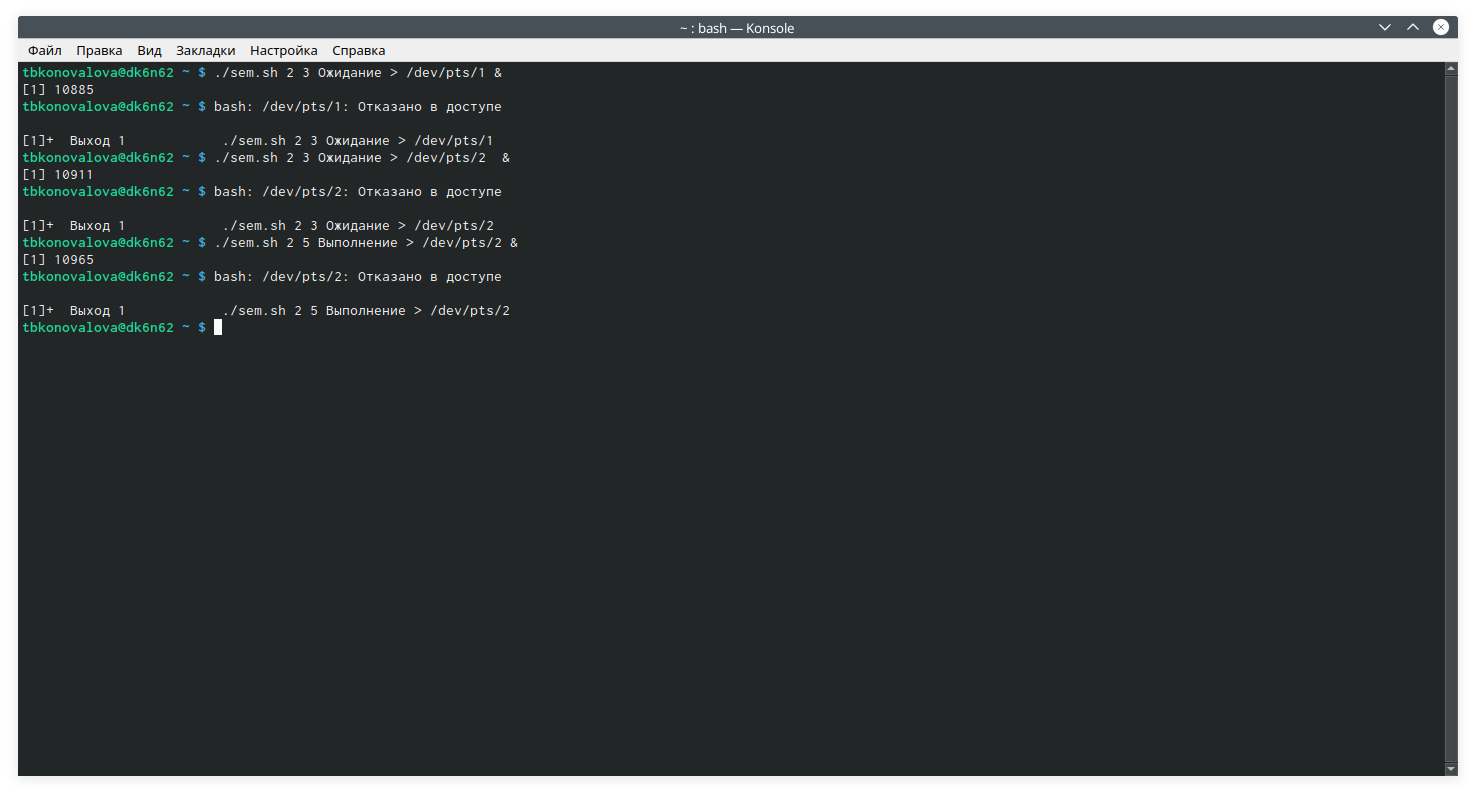 ~ : bash — Konsole
Файл Правка Вид Закладки Настройка Справка
tbkonovalova@dk6n62 ~ $ ./sem.sh 2 3 Ожидание > /dev/pts/1 &
[1] 10885
tbkonovalova@dk6n62 ~ $ bash: /dev/pts/1: Отказано в доступе
[1]+  Выход 1            ./sem.sh 2 3 Ожидание > /dev/pts/1
tbkonovalova@dk6n62 ~ $ ./sem.sh 2 3 Ожидание > /dev/pts/2  &
[1] 10911
tbkonovalova@dk6n62 ~ $ bash: /dev/pts/2: Отказано в доступе
[1]+  Выход 1            ./sem.sh 2 3 Ожидание > /dev/pts/2
tbkonovalova@dk6n62 ~ $ ./sem.sh 2 5 Выполнение > /dev/pts/2 &
[1] 10965
tbkonovalova@dk6n62 ~ $ bash: /dev/pts/2: Отказано в доступе
[1]+  Выход 1            ./sem.sh 2 5 Выполнение > /dev/pts/2
tbkonovalova@dk6n62 ~ $